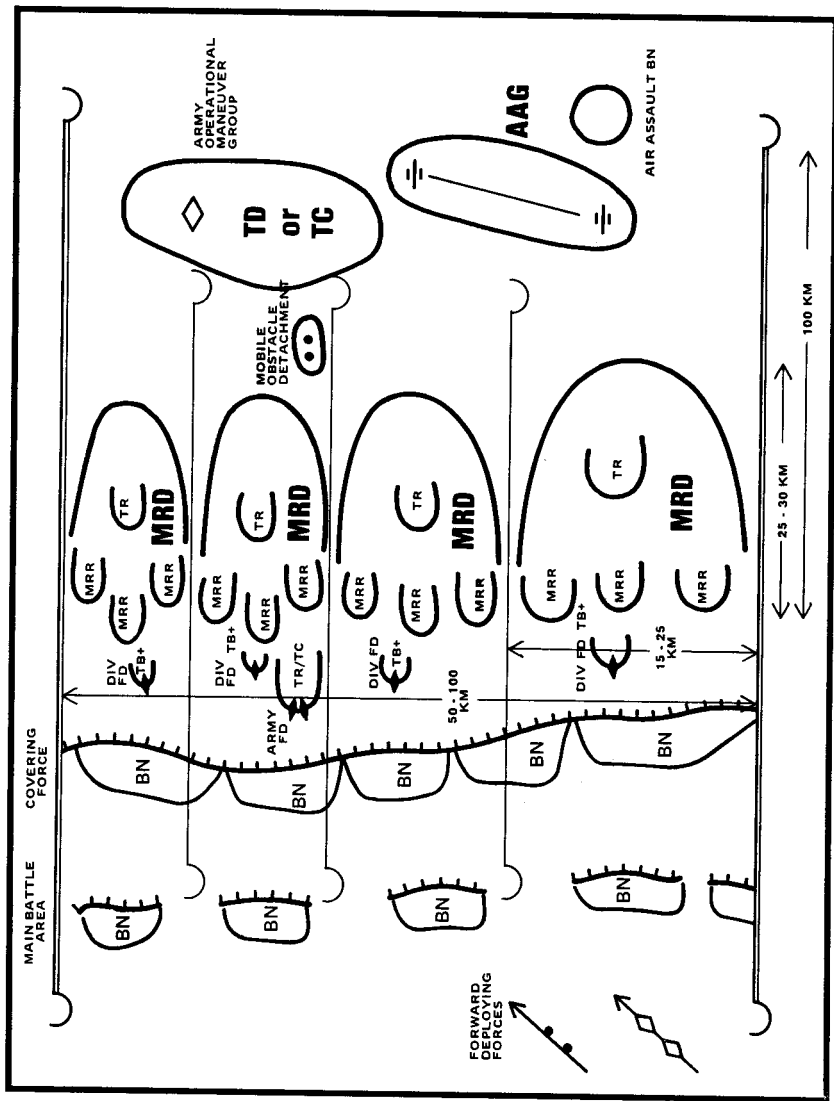 FORWARD
DEPLOYING
FORCES
MAIN BATTLE
AREA
BN
BN
BN
BN
COVERING
FORCE
BN
BN
BN
BN
BN
50 - 100
KM
ARMY
FD
TR/TC
DIV FD TB+
DIV FD
TB+
DIV
FD TB+
DIV
FD
TB+
15 - 25
KM
MRR
MRR
MRR
MRR
MRR
MRR
MRR
MRR
MRR
MRR
MRR
MRR
TR
TR
TR
TR
MRD
MRD
MRD
MRD
25 - 30 KM
MOBILE
OBSTACLE
DETACHMENT
100 KM
TD
or
TC
ARMY
OPERATIONAL
MANEUVER
GROUP
AAG
AIR ASSAULT BN